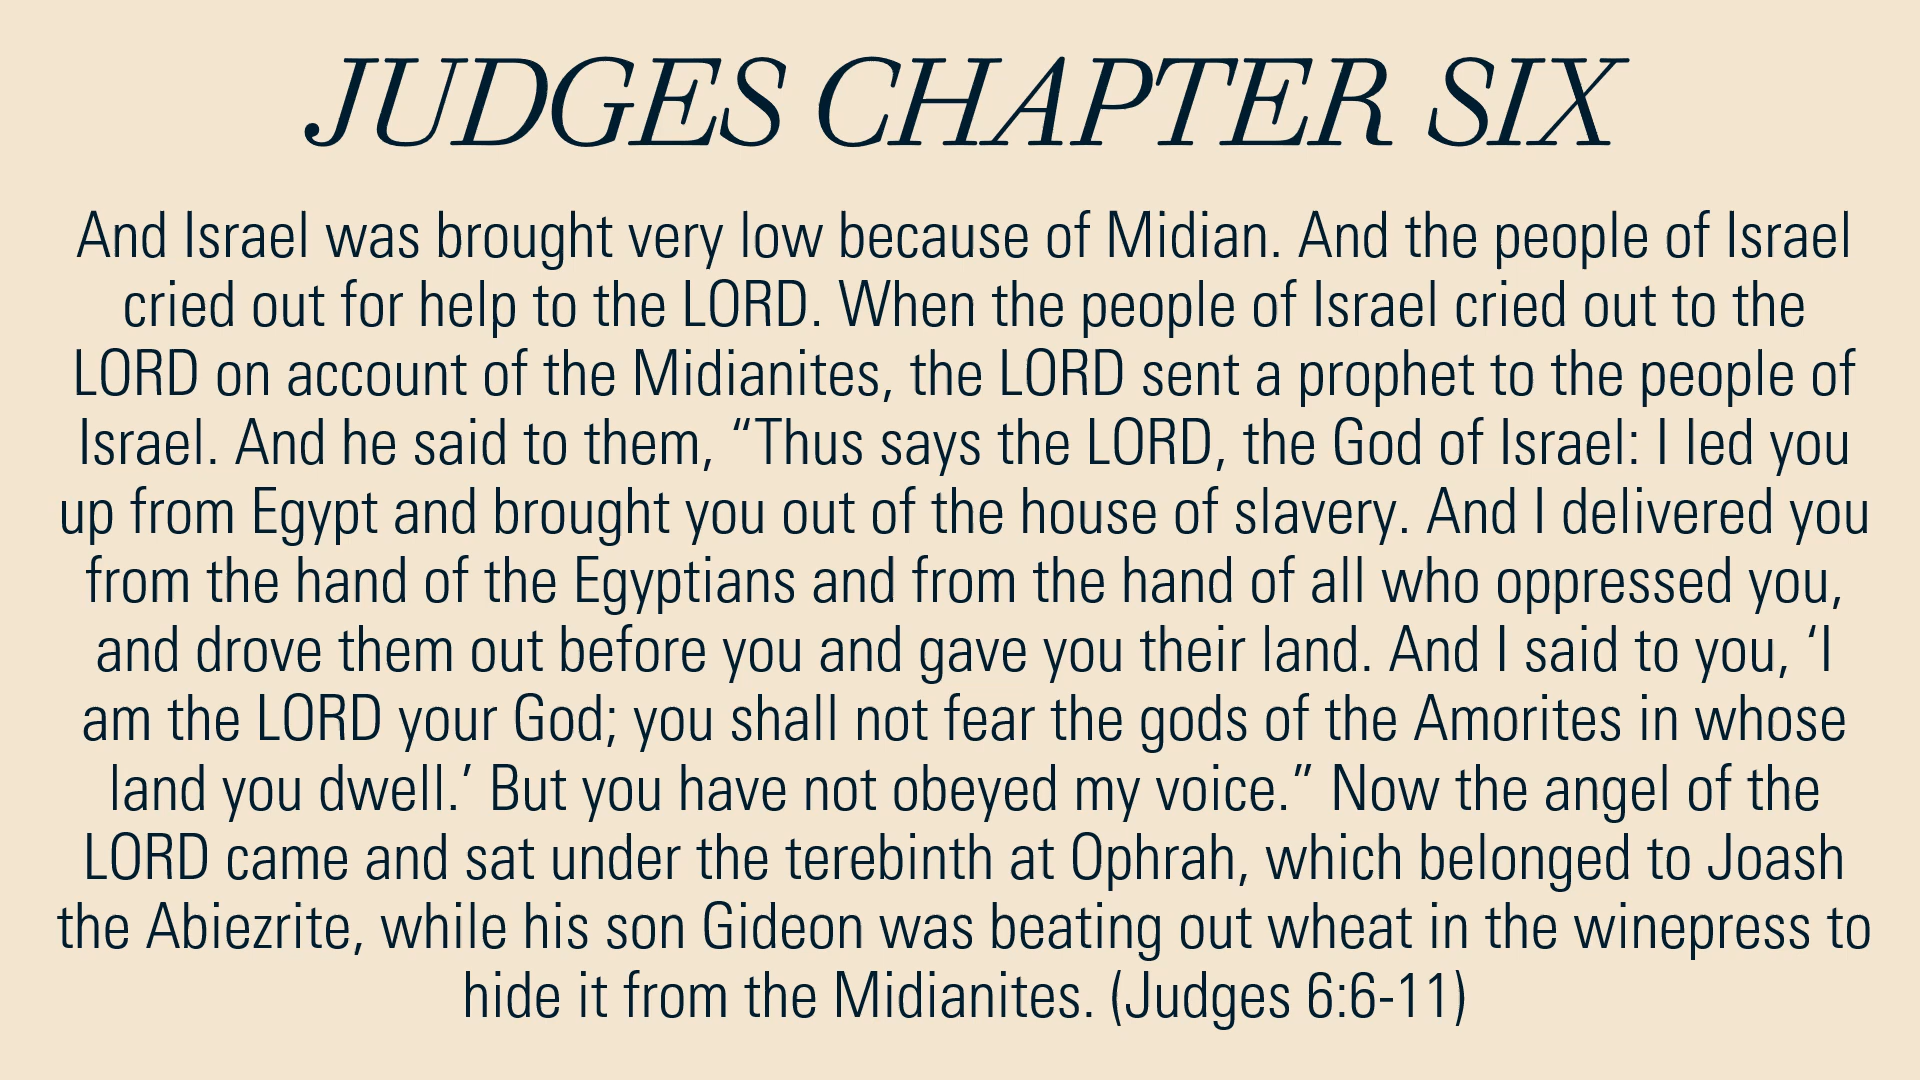 JUDGES CHAPTER SIX
And Israel was brought very low because of Midian. And the people of Israel
cried out for help to the LORD. When the people of Israel cried out to the
LORD on account of the Midianites, the LORD sent a prophet to the people of
Israel. And he said to them, “Thus says the LORD, the God of Israel: I led you
up from Egypt and brought you out of the house of slavery. And I delivered you
from the hand of the Egyptians and from the hand of all who oppressed you,
and drove them out before you and gave you their land. And I said to you, ‘I
am the LORD your God; you shall not fear the gods of the Amorites in whose
land you dwell.’ But you have not obeyed my voice.” Now the angel of the
LORD came and sat under the terebinth at Ophrah, which belonged to Joash
the Abiezrite, while his son Gideon was beating out wheat in the winepress to
hide it from the Midianites. (Judges 6:6-11)